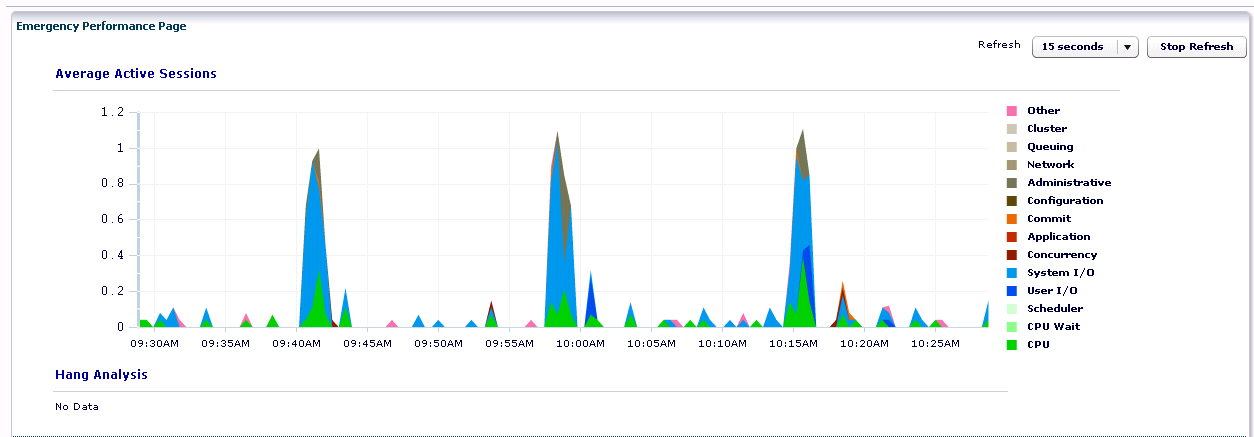 Emergency Performance Page
Refresh 15 seconds Stop Refresh
Average Active Sessions
1.2
1
0.8
0.6
0.4
0.2
0
09:30AM 09:35AM 09:40AM 09:45AM 09:50AM 09:55AM 10:00AM 10:05AM 10:10AM 10:15AM 10:20AM 10:25AM
Other
Cluster
Queuing
Network
Administrative
Configuration
Commit
Application
Concurrency
System I/O
User I/O
Scheduler
CPU Wait
CPU
Hang Analysis
No Data